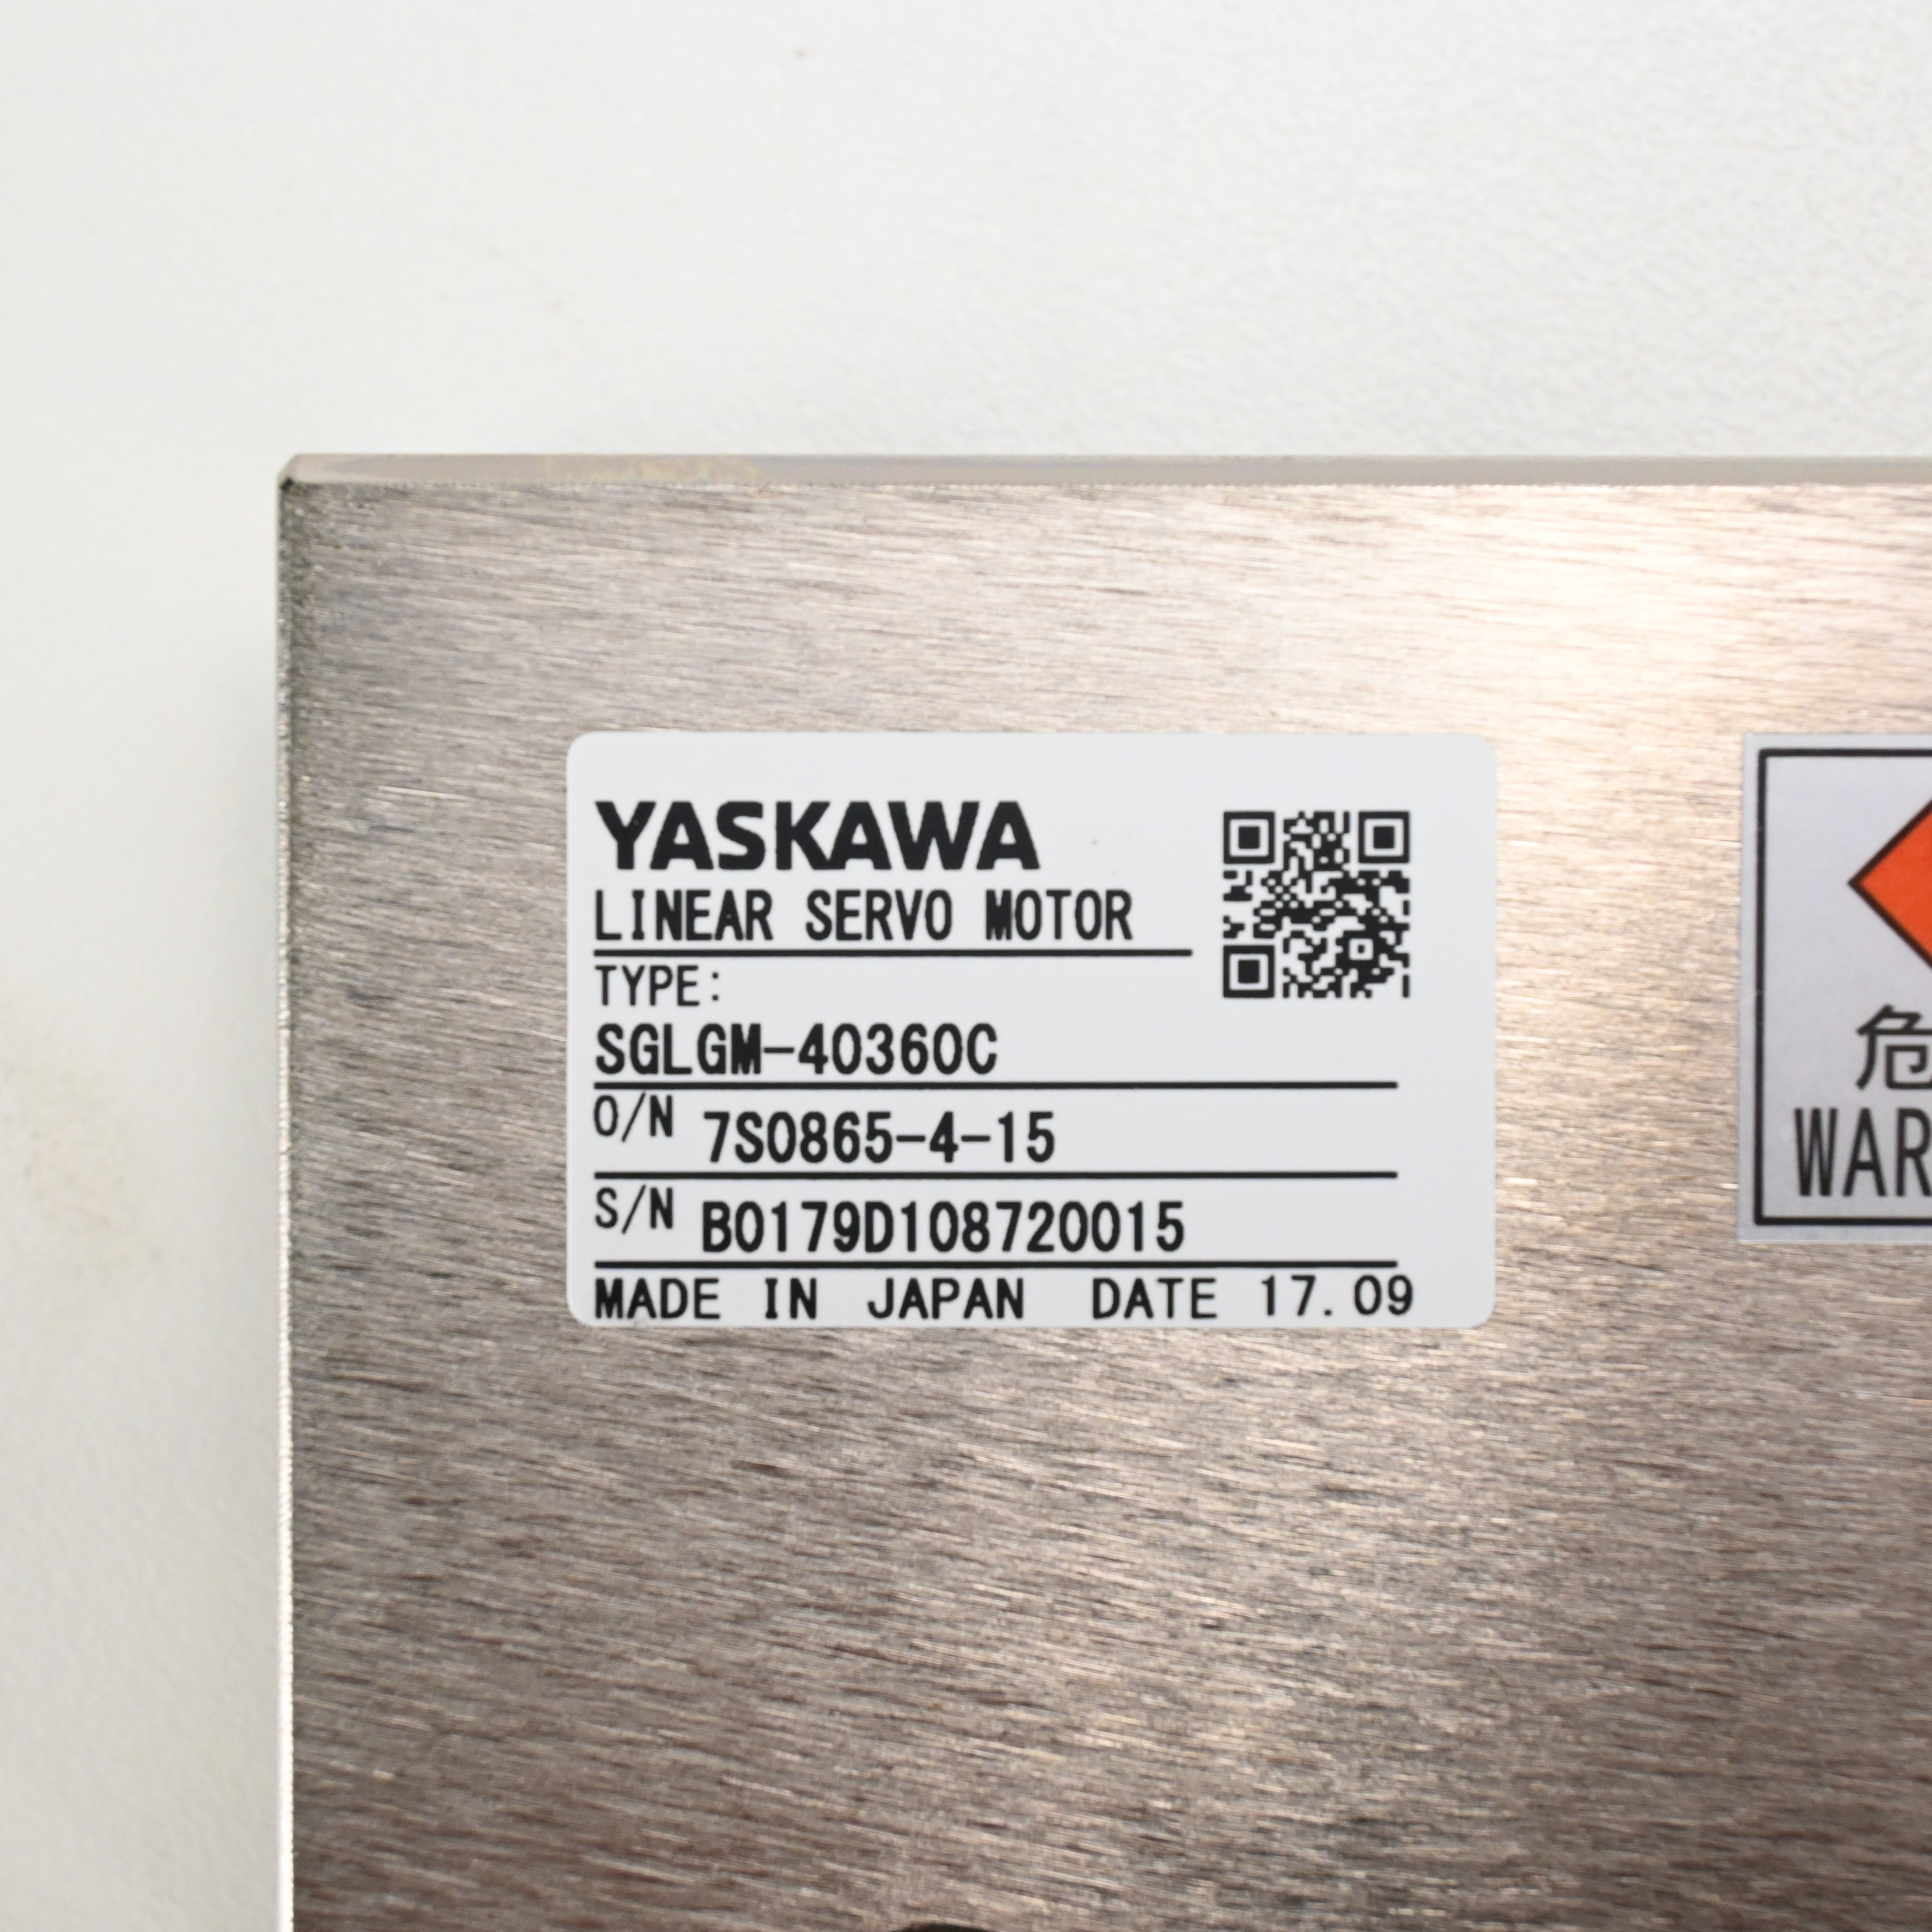 YASKAWA
LINEAR SERVO MOTOR
TYPE:
SGLGM-40360C
O/N 7S0865-4-15
S/N B0179D108720015
MADE IN JAPAN DATE 17.09
危
WAR